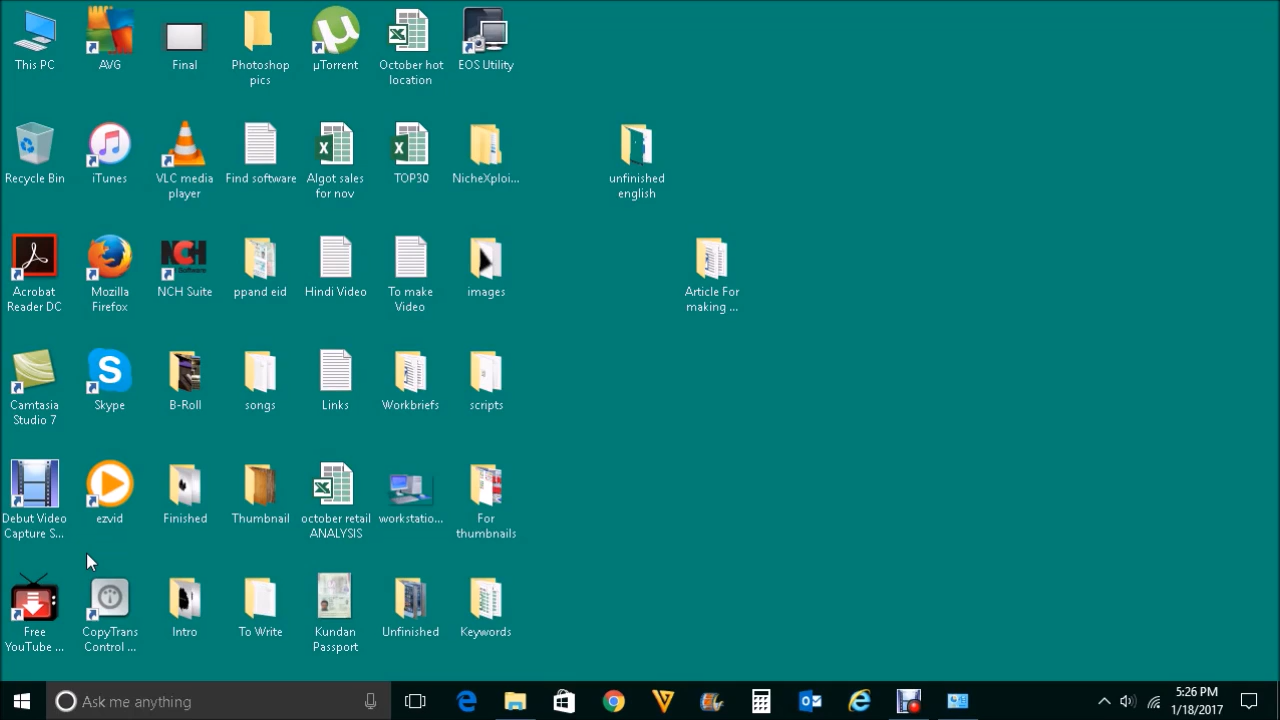 This PC
AVG
Final
Photoshop
pics
µTorrent
October hot
location
EOS Utility
Recycle Bin
iTunes
VLC media
player
Find software
Algot sales
for nov
TOP30
NicheXploi...
unfinished
english
Acrobat
Reader DC
Mozilla
Firefox
NCH
Software
NCH Suite
ppand eid
Hindi Video
To make
Video
images
Article For
making ...
Camtasia
Studio 7
Skype
B-Roll
songs
Links
Workbriefs
scripts
Debut Video
Capture S...
ezvid
Finished
Thumbnail
october retail
ANALYSIS
workstatio...
For
thumbnails
Free
YouTube ...
CopyTrans
Control ...
Intro
To Write
Kundan
Passport
Unfinished
Keywords
Ask me anything
5:26 PM
1/18/2017